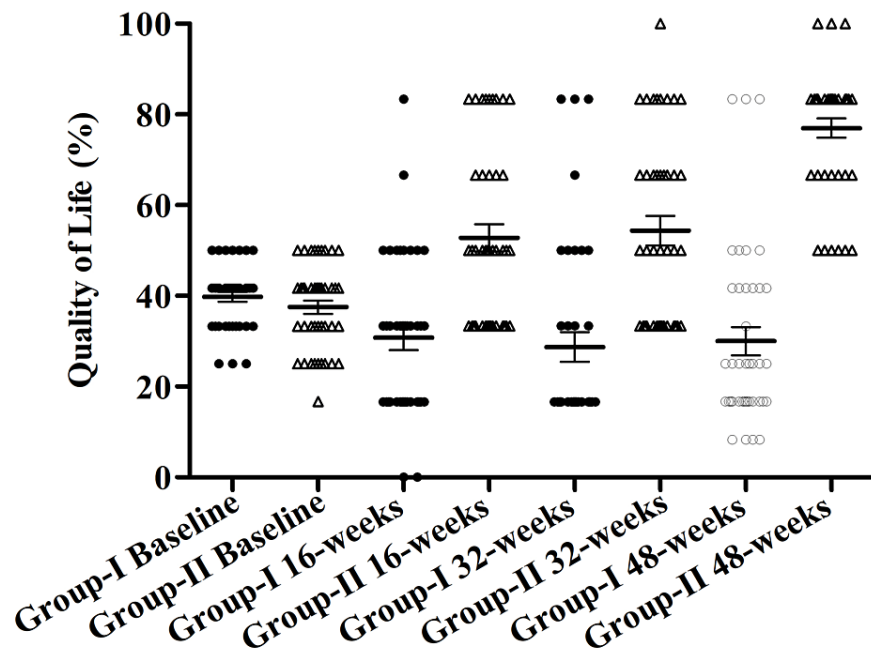 Quality of Life (%)
100
80
60
40
20
0
Group-I Baseline
Group-II Baseline
Group-I 16-weeks
Group-II 16-weeks
Group-I 32-weeks
Group-II 32-weeks
Group-I 48-weeks
Group-II 48-weeks